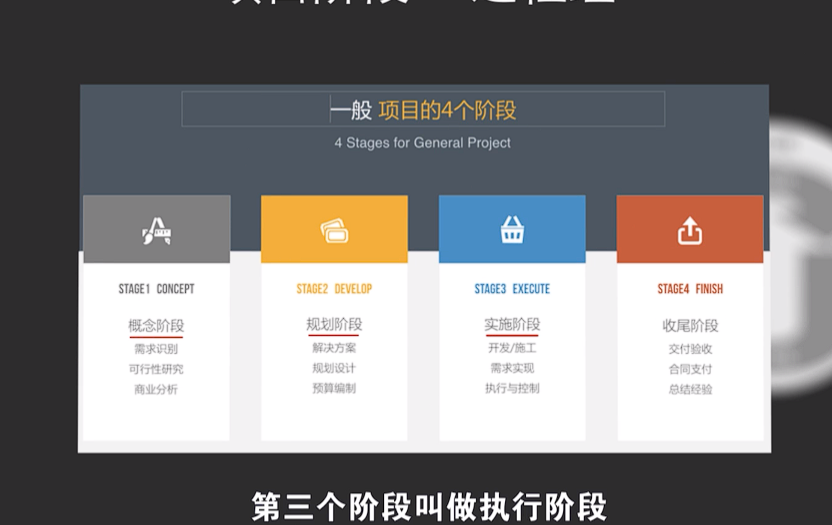 一般 项目的4个阶段
4 Stages for General Project
STAGE1 CONCEPT
概念阶段
需求识别
可行性研究
商业分析
STAGE2 DEVELOP
规划阶段
解决方案
规划设计
预算编制
STAGE3 EXECUTE
实施阶段
开发/施工
需求实现
执行与控制
STAGE4 FINISH
收尾阶段
交付验收
合同支付
总结经验
第三个阶段叫做执行阶段